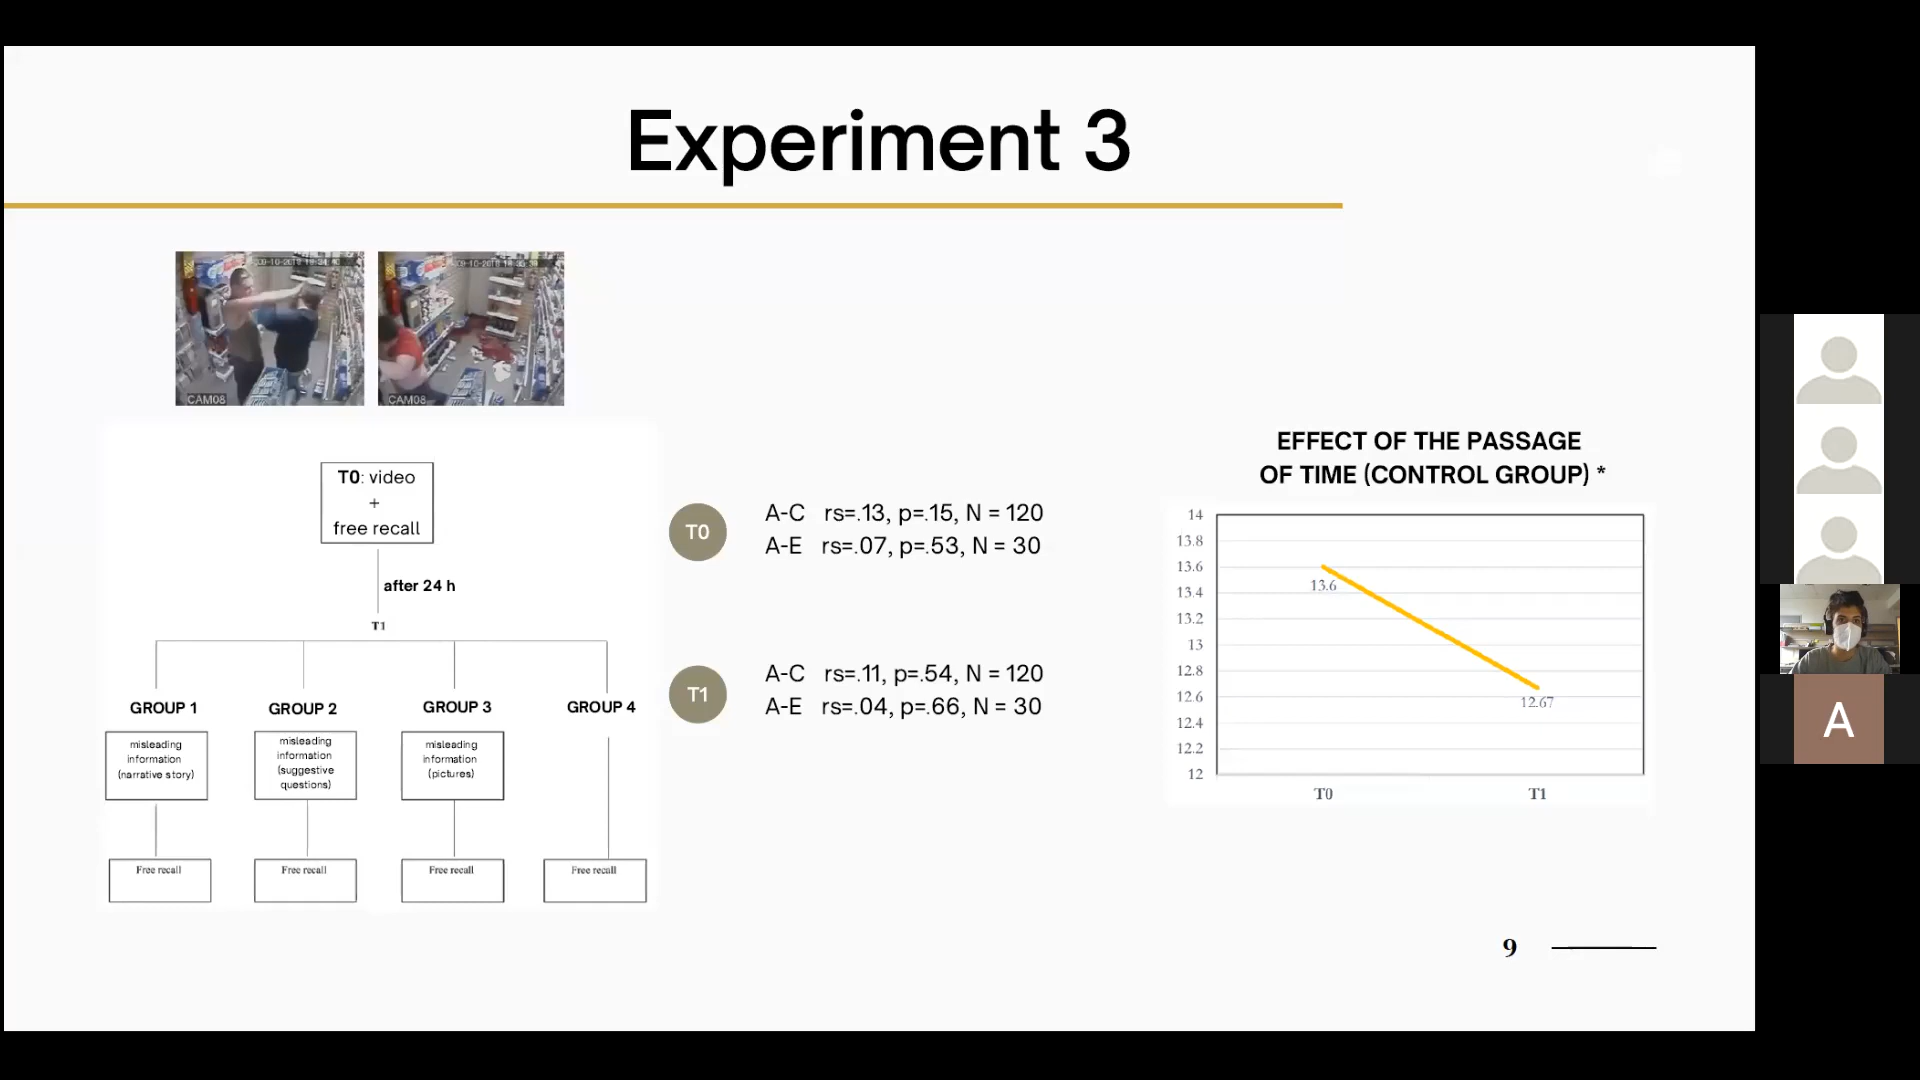 Experiment 3
CAM08
CAM08
T0: video
+
free recall
after 24 h
T1
GROUP 1
GROUP 2
GROUP 3
GROUP 4
misleading
information
(narrative story)
misleading
information
(suggestive
questions)
misleading
information
(pictures)
Free recall
Free recall
Free recall
Free recall
T0
A-C rs=.13, p=.15, N = 120
A-E rs=.07, p=.53, N = 30
T1
A-C rs=.11, p=.54, N = 120
A-E rs=.04, p=.66, N = 30
EFFECT OF THE PASSAGE
OF TIME (CONTROL GROUP) *
14
13.8
13.6
13.4
13.2
13
12.8
12.6
12.4
12.2
12
13.6
12.67
T0
T1
9
A